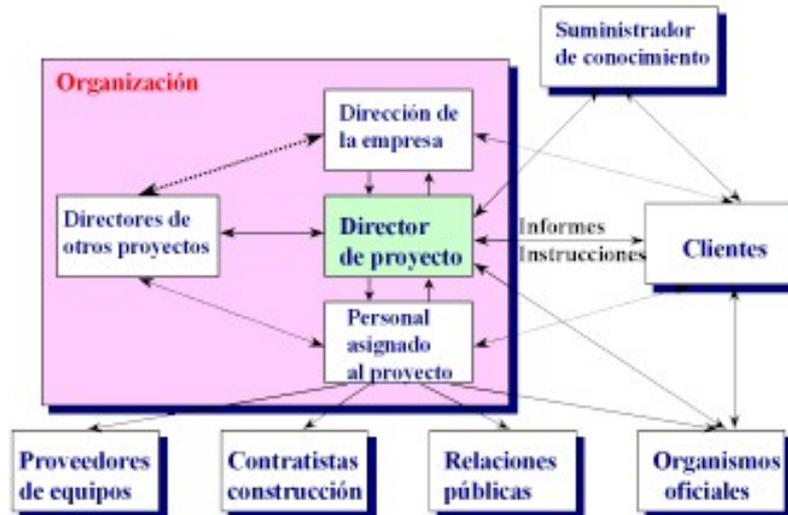 Suministrador
de conocimiento
Organización
Dirección de
la empresa
Directores de
otros proyectos
Director
de proyecto
Informes
Instrucciones
Clientes
Personal
asignado
al proyecto
Proveedores
de equipos
Contratistas
construcción
Relaciones
públicas
Organismos
oficiales